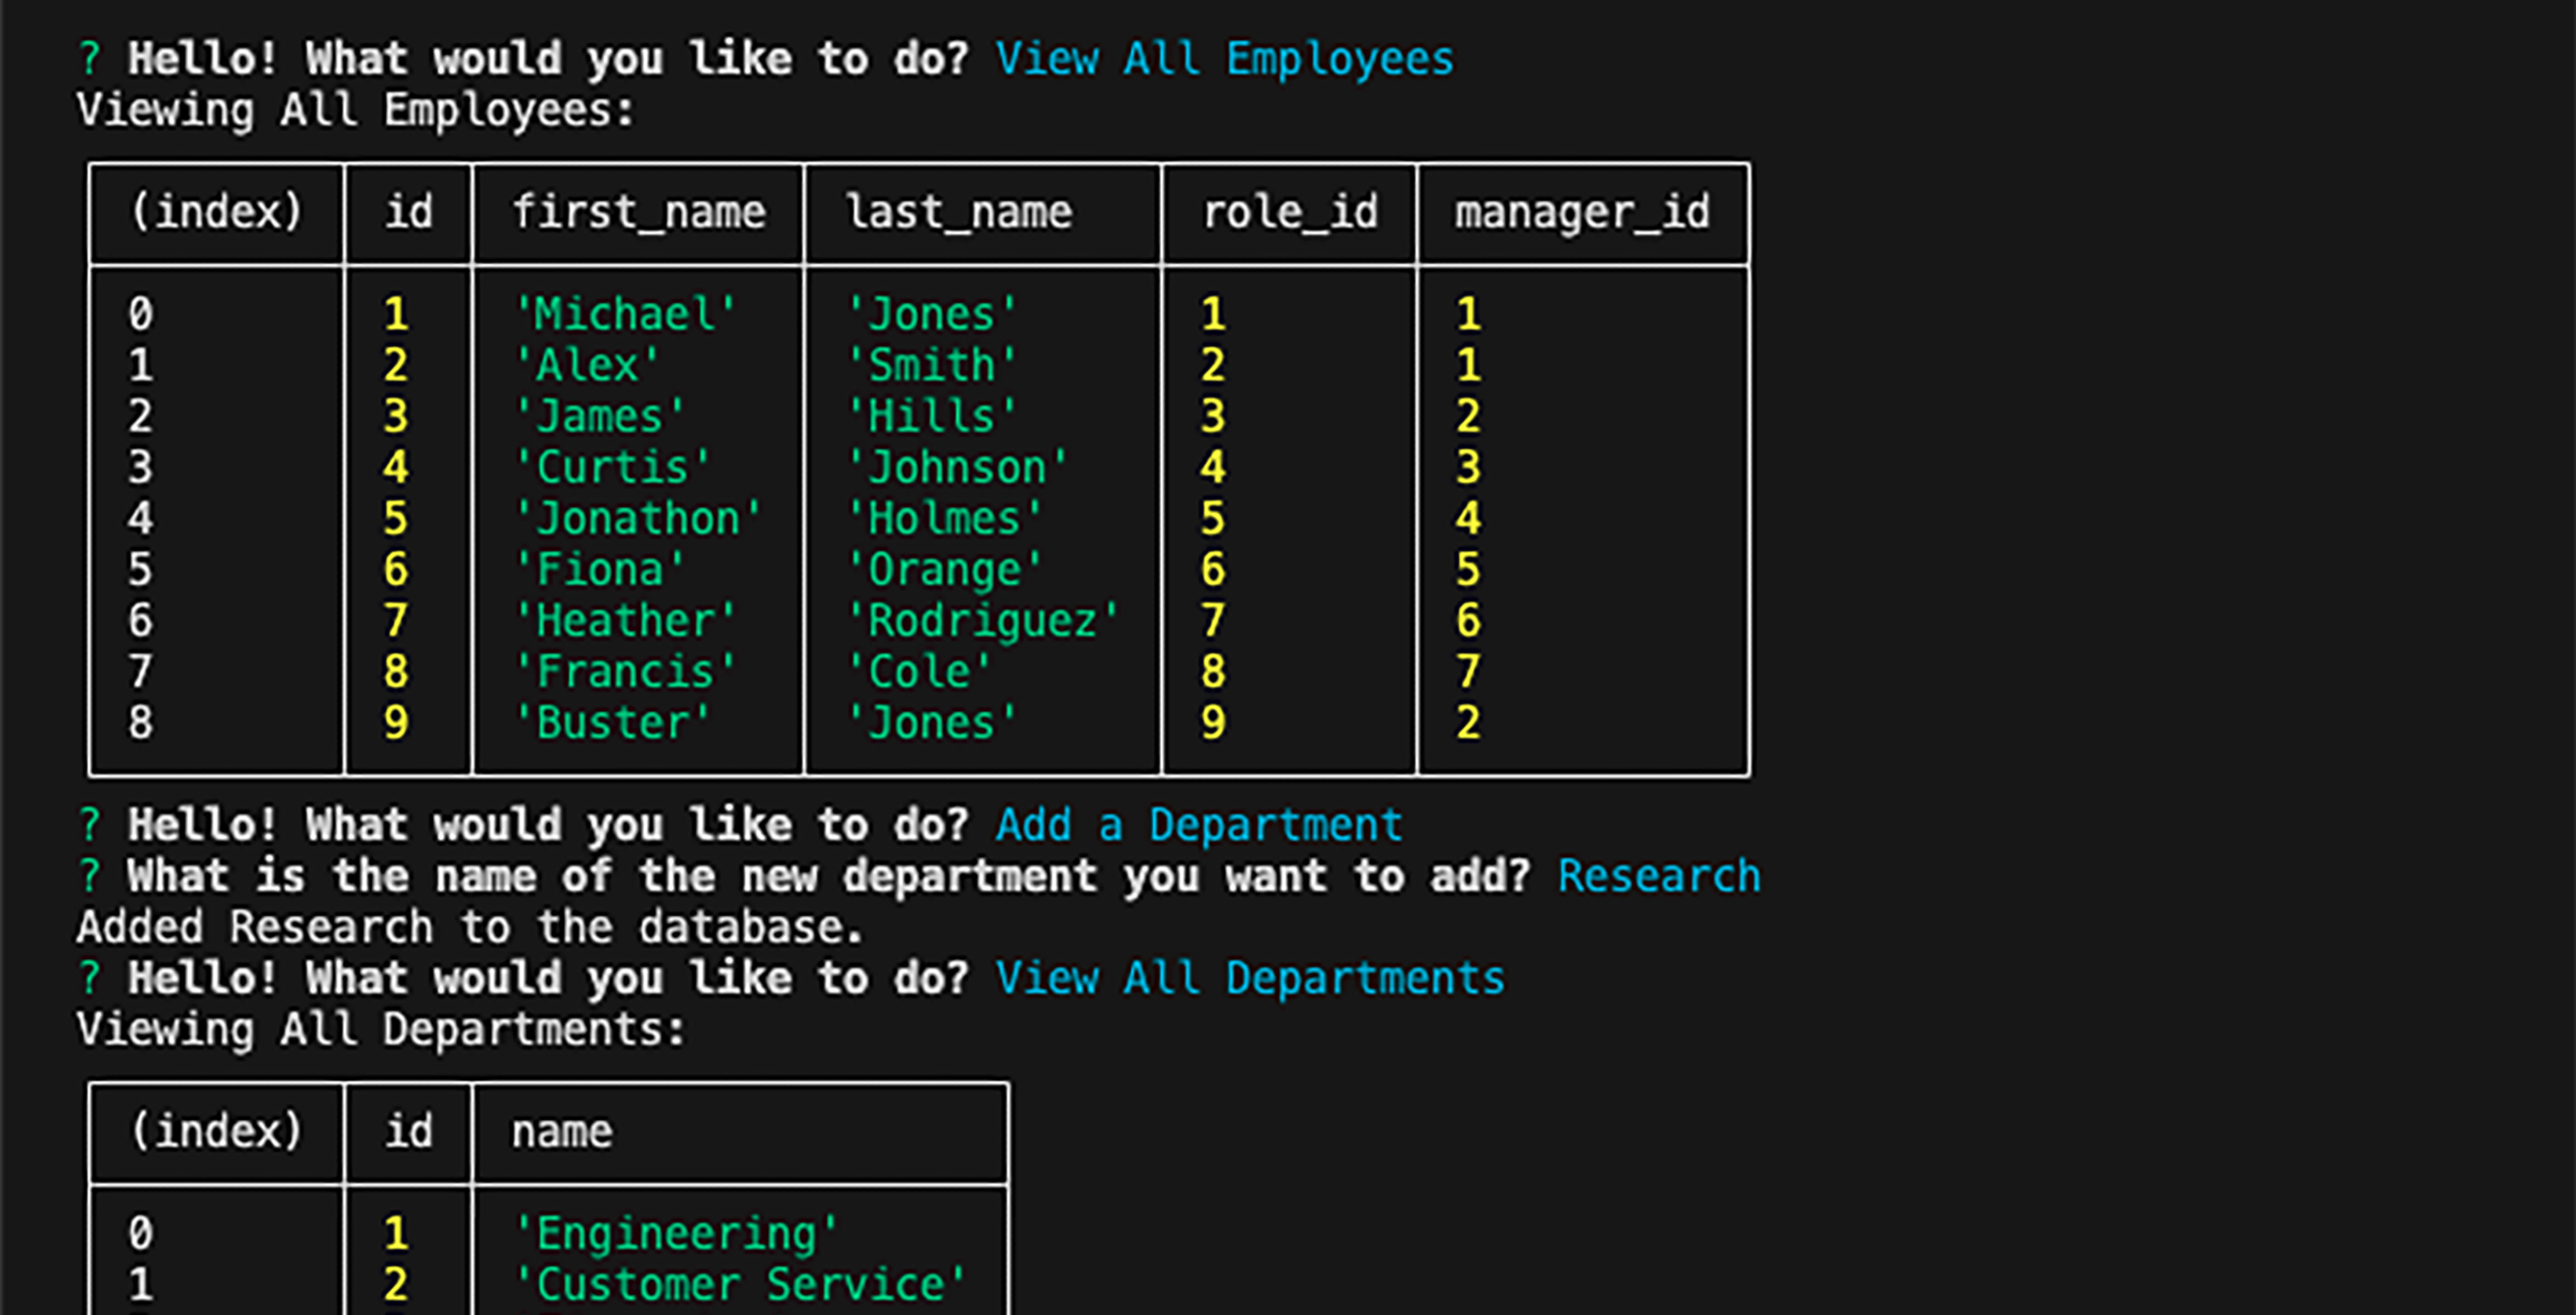 ? Hello! What would you like to do? View All Employees
Viewing All Employees:
(index) id first_name last_name role_id manager_id
0 1 'Michael' 'Jones' 1 1
1 2 'Alex' 'Smith' 2 1
2 3 'James' 'Hills' 3 2
3 4 'Curtis' 'Johnson' 4 3
4 5 'Jonathon' 'Holmes' 5 4
5 6 'Fiona' 'Orange' 6 5
6 7 'Heather' 'Rodriguez' 7 6
7 8 'Francis' 'Cole' 8 7
8 9 'Buster' 'Jones' 9 2
? Hello! What would you like to do? Add a Department
? What is the name of the new department you want to add? Research
Added Research to the database.
? Hello! What would you like to do? View All Departments
Viewing All Departments:
(index) id name
0 1 'Engineering'
1 2 'Customer Service'